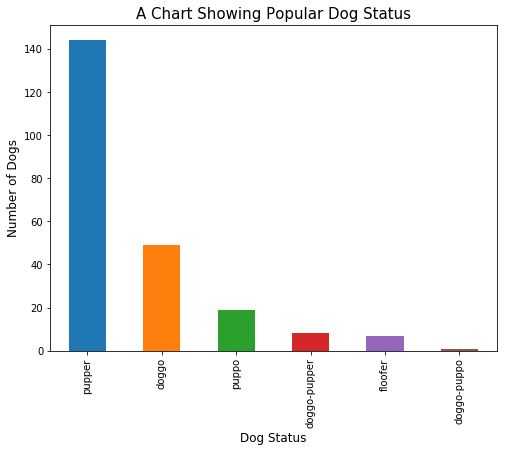 A Chart Showing Popular Dog Status
Number of Dogs
140
120
100
80
60
40
20
0
pupper
doggo
puppo
doggo-pupper
floofer
doggo-puppo
Dog Status